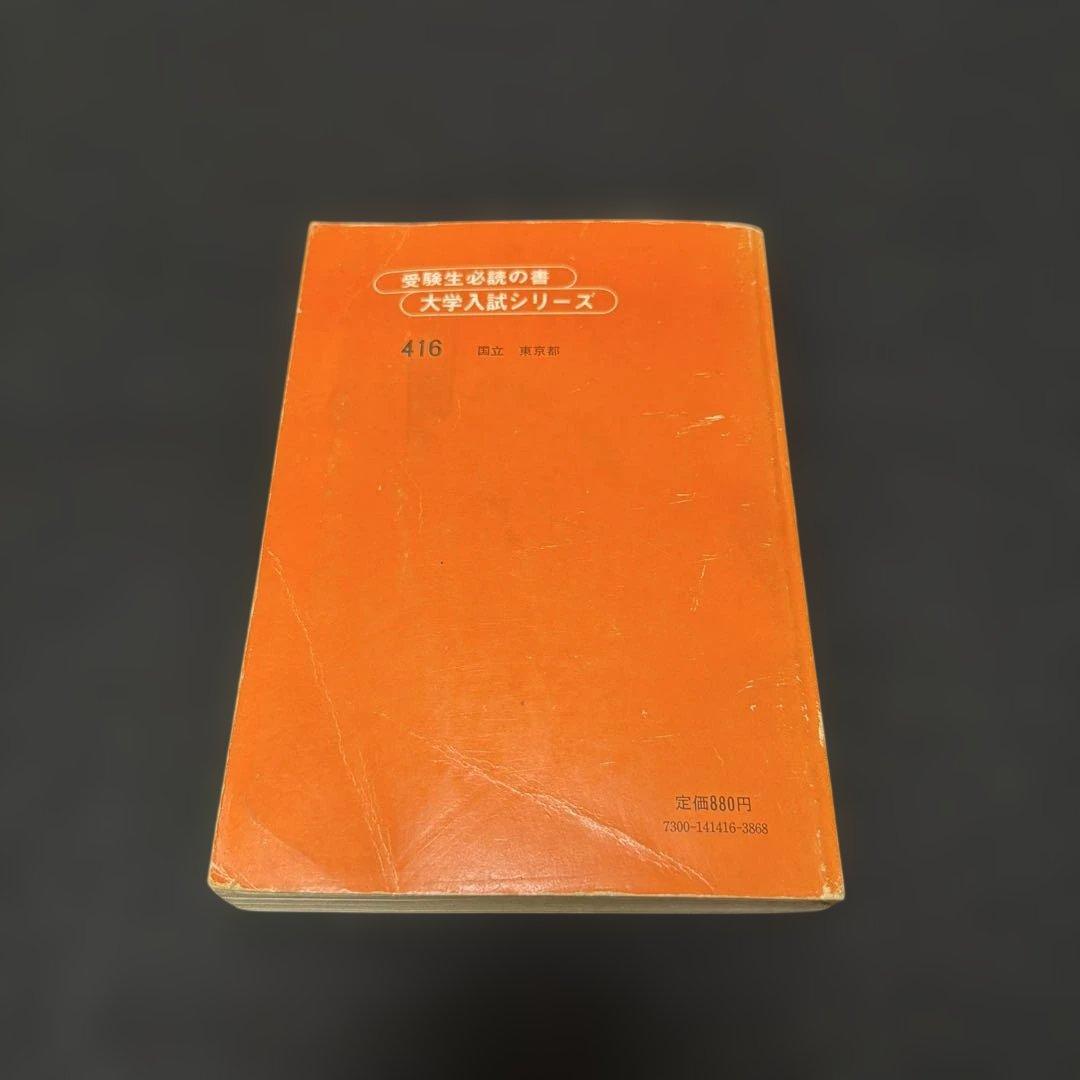 受験生必読の書
大学入試シリーズ
416 国立 東京都
定価880円
7300-141416-3868